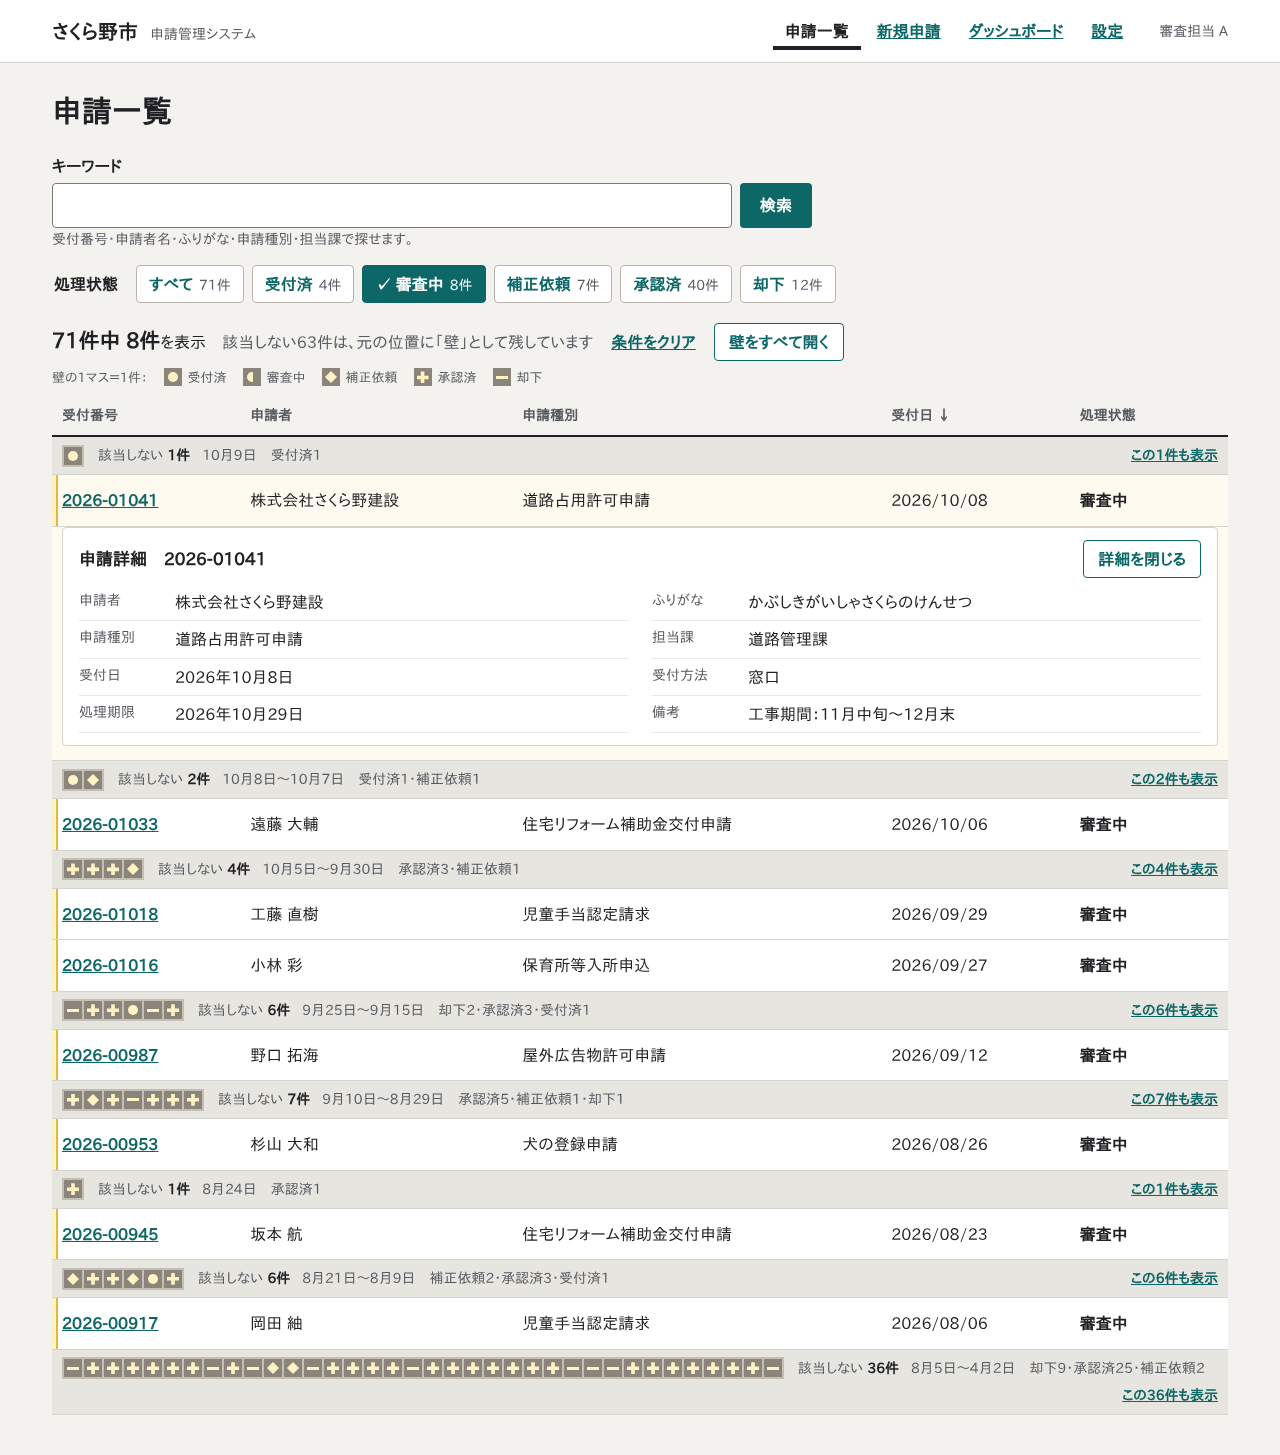 さくら野市 申請管理システム 申請一覧 新規申請 ダッシュボード 設定 審査担当 A
申請一覧
キーワード
検索
受付番号・申請者名・ふりがな・申請種別・担当課で探せます。
処理状態 すべて 71件 受付済 4件 ✓ 審査中 8件 補正依頼 7件 承認済 40件 却下 12件
71件中 8件を表示 該当しない63件は、元の位置に「壁」として残しています 条件をクリア 壁をすべて開く
壁の1マス=1件: 受付済 審査中 補正依頼 承認済 却下
受付番号 申請者 申請種別 受付日 ↓ 処理状態
該当しない 1件 10月9日 受付済1 この1件も表示
2026-01041 株式会社さくら野建設 道路占用許可申請 2026/10/08 審査中
申請詳細 2026-01041 詳細を閉じる
申請者 株式会社さくら野建設 ふりがな かぶしきがいしゃさくらのけんせつ
申請種別 道路占用許可申請 担当課 道路管理課
受付日 2026年10月8日 受付方法 窓口
処理期限 2026年10月29日 備考 工事期間:11月中旬〜12月末
該当しない 2件 10月8日〜10月7日 受付済1・補正依頼1 この2件も表示
2026-01033 遠藤 大輔 住宅リフォーム補助金交付申請 2026/10/06 審査中
該当しない 4件 10月5日〜9月30日 承認済3・補正依頼1 この4件も表示
2026-01018 工藤 直樹 児童手当認定請求 2026/09/29 審査中
2026-01016 小林 彩 保育所等入所申込 2026/09/27 審査中
該当しない 6件 9月25日〜9月15日 却下2・承認済3・受付済1 この6件も表示
2026-00987 野口 拓海 屋外広告物許可申請 2026/09/12 審査中
該当しない 7件 9月10日〜8月29日 承認済5・補正依頼1・却下1 この7件も表示
2026-00953 杉山 大和 犬の登録申請 2026/08/26 審査中
該当しない 1件 8月24日 承認済1 この1件も表示
2026-00945 坂本 航 住宅リフォーム補助金交付申請 2026/08/23 審査中
該当しない 6件 8月21日〜8月9日 補正依頼2・承認済3・受付済1 この6件も表示
2026-00917 岡田 紬 児童手当認定請求 2026/08/06 審査中
該当しない 36件 8月5日〜4月2日 却下9・承認済25・補正依頼2
この36件も表示